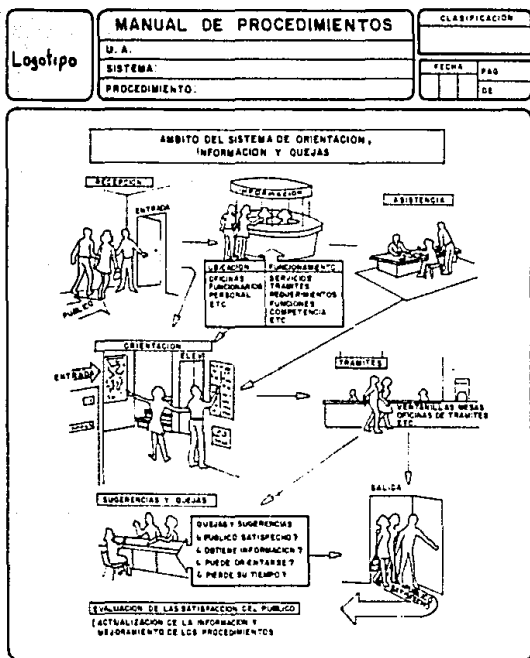 Logotipo
MANUAL DE PROCEDIMIENTOS
U. A.
SISTEMA:
PROCEDIMIENTO:
CLASIFICACIÓN
FECHA
PAG
DE
AMBITO DEL SISTEMA DE ORIENTACION,
INFORMACION Y QUEJAS
RECEPCION
ENTRADA
PUBLICO
INFORMACION
ASISTENCIA
UBICACION
OFICINAS
FUNCIONARIOS
PERSONAL
ETC
FUNCIONAMIENTO
SERVICIOS
TRAMITES
REQUERIMIENTOS
FUNCIONES
COMPETENCIA
ETC
ORIENTACION
ELEV
ENTRADA
TRAMITES
VENTANILLAS MESAS
OFICINAS DE TRAMITES
ETC
SUGERENCIAS Y QUEJAS
QUEJAS Y SUGERENCIAS
¿ PUBLICO SATISFECHO ?
¿ OBTIENE INFORMACION ?
¿ PUEDE ORIENTARSE ?
¿ PIERDE SU TIEMPO ?
SALIDA
EVALUACION DE LAS SATISFACCION DEL PUBLICO
( ACTUALIZACION DE LA INFORMACION Y
MEJORAMIENTO DE LOS PROCEDIMIENTOS